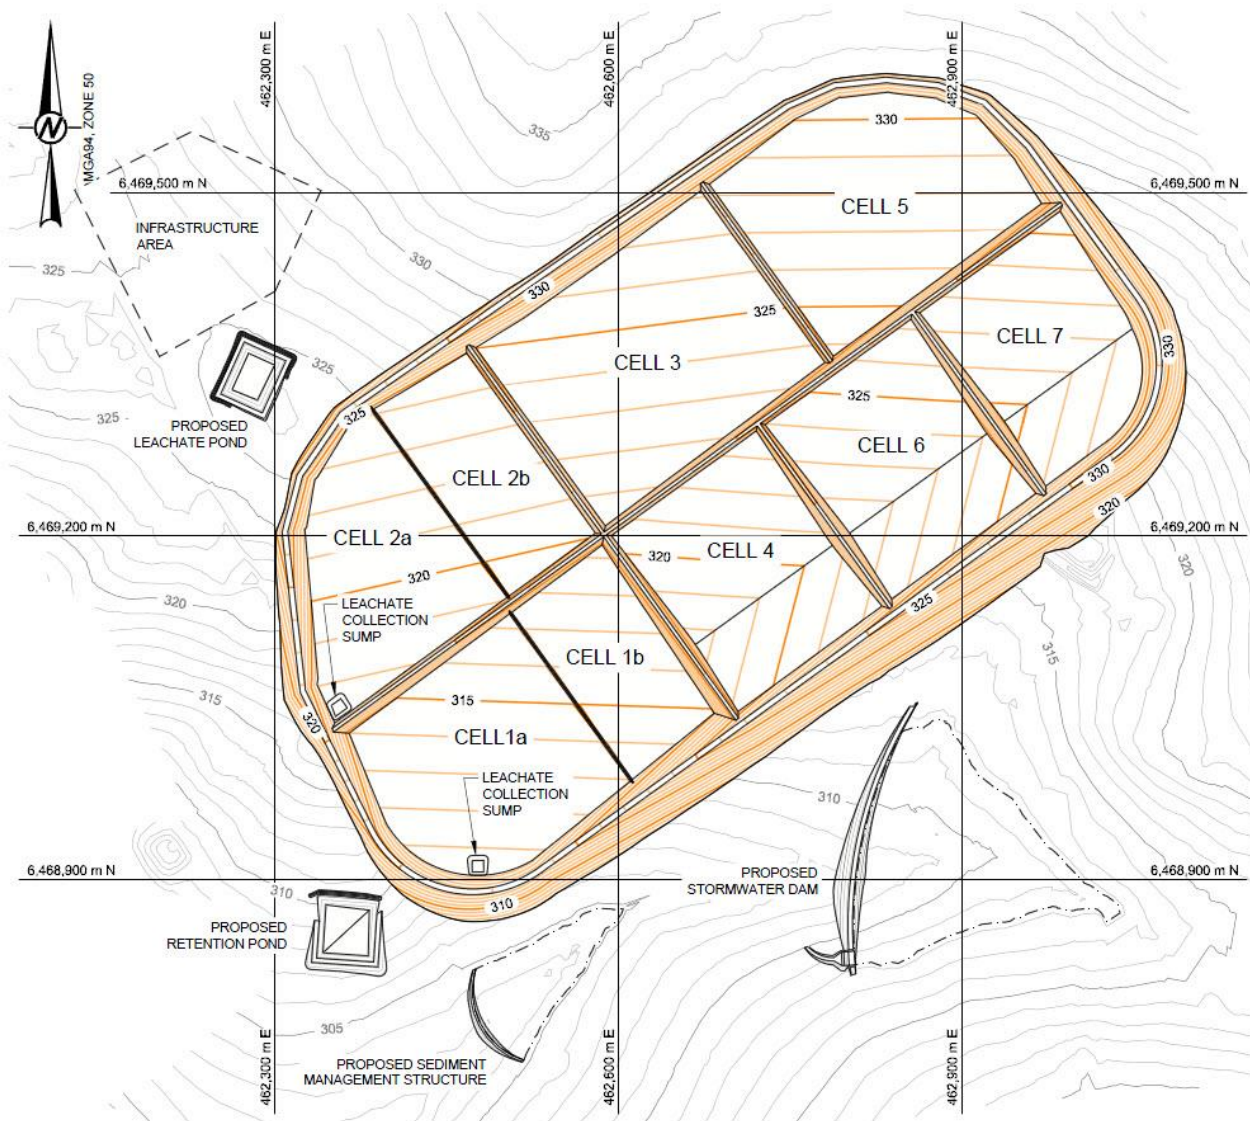 462,300 m E
462,600 m E
462,900 m E
N
MGA94, ZONE 50
335
330
6,469,500 m N
6,469,500 m N
CELL 5
INFRASTRUCTURE
AREA
330
325
330
325
CELL 7
325
CELL 3
330
325
325
325
325
PROPOSED
LEACHATE POND
CELL 6
CELL 2b
330
320
6,469,200 m N
6,469,200 m N
CELL 2a
CELL 4
320
320
320
320
325
LEACHATE
COLLECTION
SUMP
CELL 1b
315
315
315
320
CELL1a
LEACHATE
COLLECTION
SUMP
310
6,468,900 m N
6,468,900 m N
PROPOSED
STORMWATER DAM
310
310
PROPOSED
RETENTION POND
305
PROPOSED SEDIMENT
MANAGEMENT STRUCTURE
462,300 m E
462,600 m E
462,900 m E